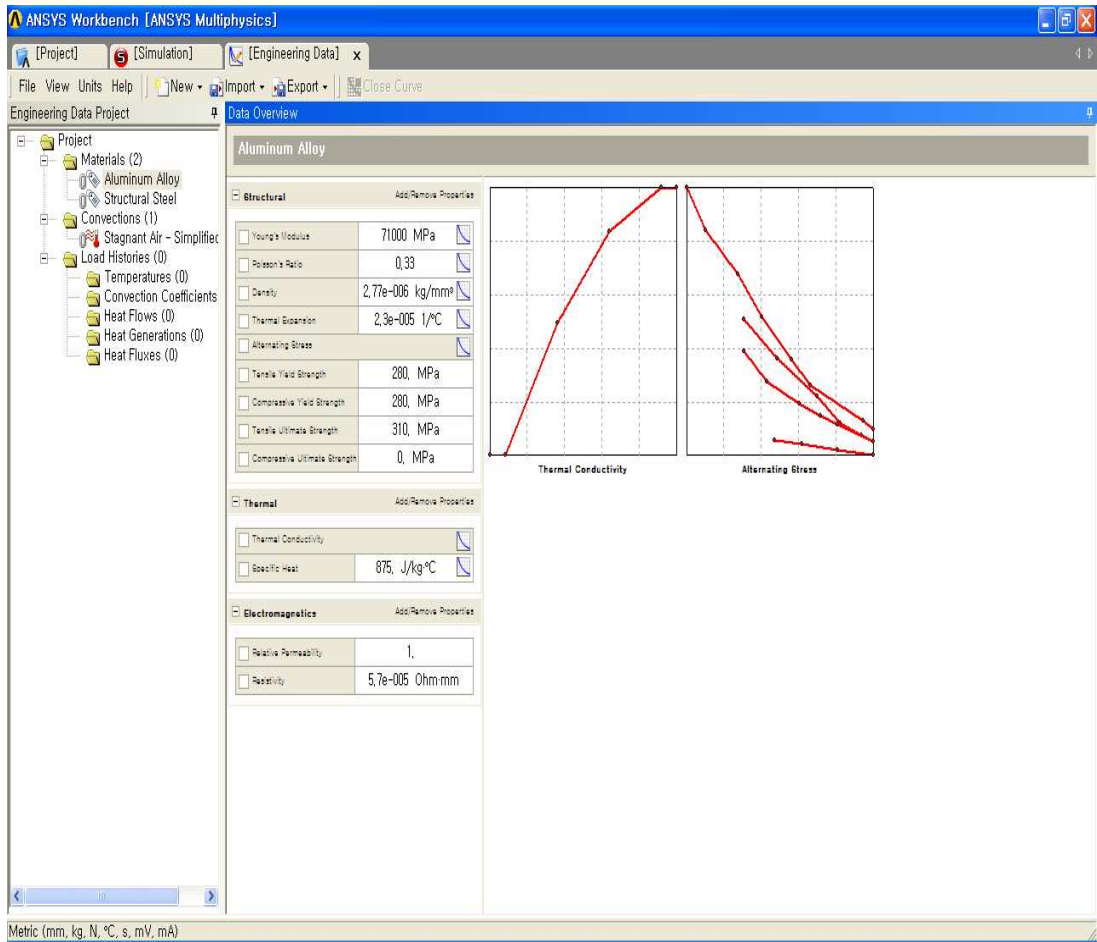 ANSYS Workbench [ANSYS Multiphysics]
[Project] [Simulation] [Engineering Data] x
File View Units Help New Import Export Close Curve
Engineering Data Project
Data Overview
Project
Materials (2)
Aluminum Alloy
Structural Steel
Convections (1)
Stagnant Air - Simplified
Load Histories (0)
Temperatures (0)
Convection Coefficients
Heat Flows (0)
Heat Generations (0)
Heat Fluxes (0)
Aluminum Alloy
Structural Add/Remove Properties
Young's Modulus 71000 MPa
Poisson's Ratio 0,33
Density 2,77e-006 kg/mm³
Thermal Expansion 2,3e-005 1/°C
Alternating Stress
Tensile Yield Strength 280, MPa
Compressive Yield Strength 280, MPa
Tensile Ultimate Strength 310, MPa
Compressive Ultimate Strength 0, MPa
Thermal Add/Remove Properties
Thermal Conductivity
Specific Heat 875, J/kg·°C
Electromagnetics Add/Remove Properties
Relative Permeability 1,
Resistivity 5,7e-005 Ohm·mm
Thermal Conductivity
Alternating Stress
Metric (mm, kg, N, °C, s, mV, mA)